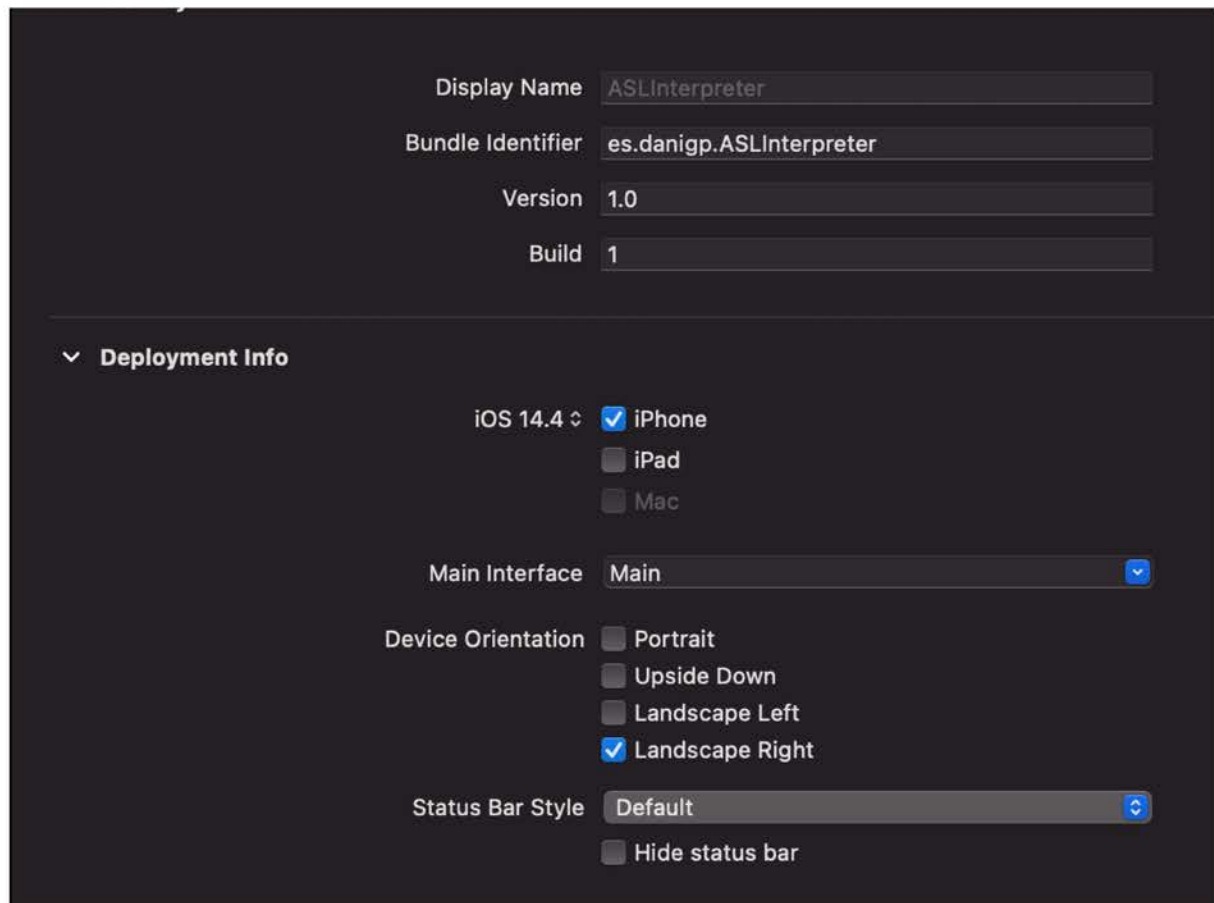 Display Name ASLInterpreter
Bundle Identifier es.danigp.ASLInterpreter
Version 1.0
Build 1
Deployment Info
iOS 14.4 iPhone
iPad
Mac
Main Interface Main
Device Orientation Portrait
Upside Down
Landscape Left
Landscape Right
Status Bar Style Default
Hide status bar